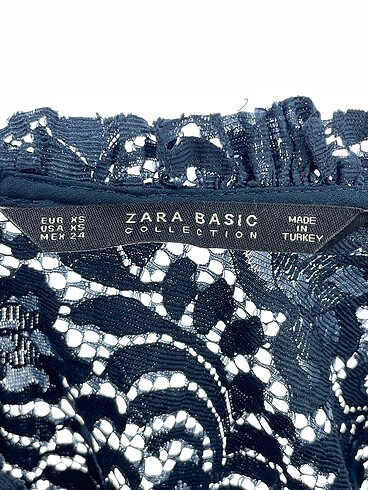 EUR XS
USA XS
MEX 24
ZARA BASIC
COLLECTION
MADE
IN
TURKEY